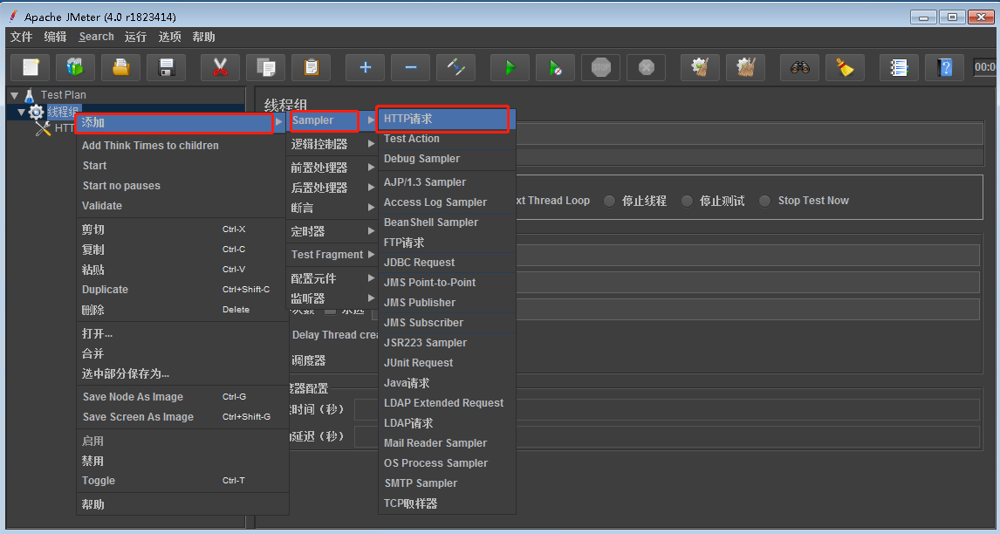 Apache JMeter (4.0 r1823414)
文件 编辑 Search 运行 选项 帮助
STOP
00:0
Test Plan
线程组
HTT
线程组
添加
Add Think Times to children
Start
Start no pauses
Validate
剪切 Ctrl-X
复制 Ctrl-C
粘贴 Ctrl-V
Duplicate Ctrl+Shift-C
删除 Delete
打开...
合并
选中部分保存为...
Save Node As Image Ctrl-G
Save Screen As Image Ctrl+Shift-G
启用
禁用
Toggle Ctrl-T
帮助
Sampler
逻辑控制器
前置处理器
后置处理器
断言
定时器
Test Fragment
配置元件
监听器
HTTP请求
Test Action
Debug Sampler
AJP/1.3 Sampler
Access Log Sampler
BeanShell Sampler
FTP请求
JDBC Request
JMS Point-to-Point
JMS Publisher
JMS Subscriber
JSR223 Sampler
JUnit Request
Java请求
LDAP Extended Request
LDAP请求
Mail Reader Sampler
OS Process Sampler
SMTP Sampler
TCP取样器
xt Thread Loop 停止线程 停止测试 Stop Test Now
Delay Thread crea
调度器
度器配置
时间（秒）
延迟（秒）